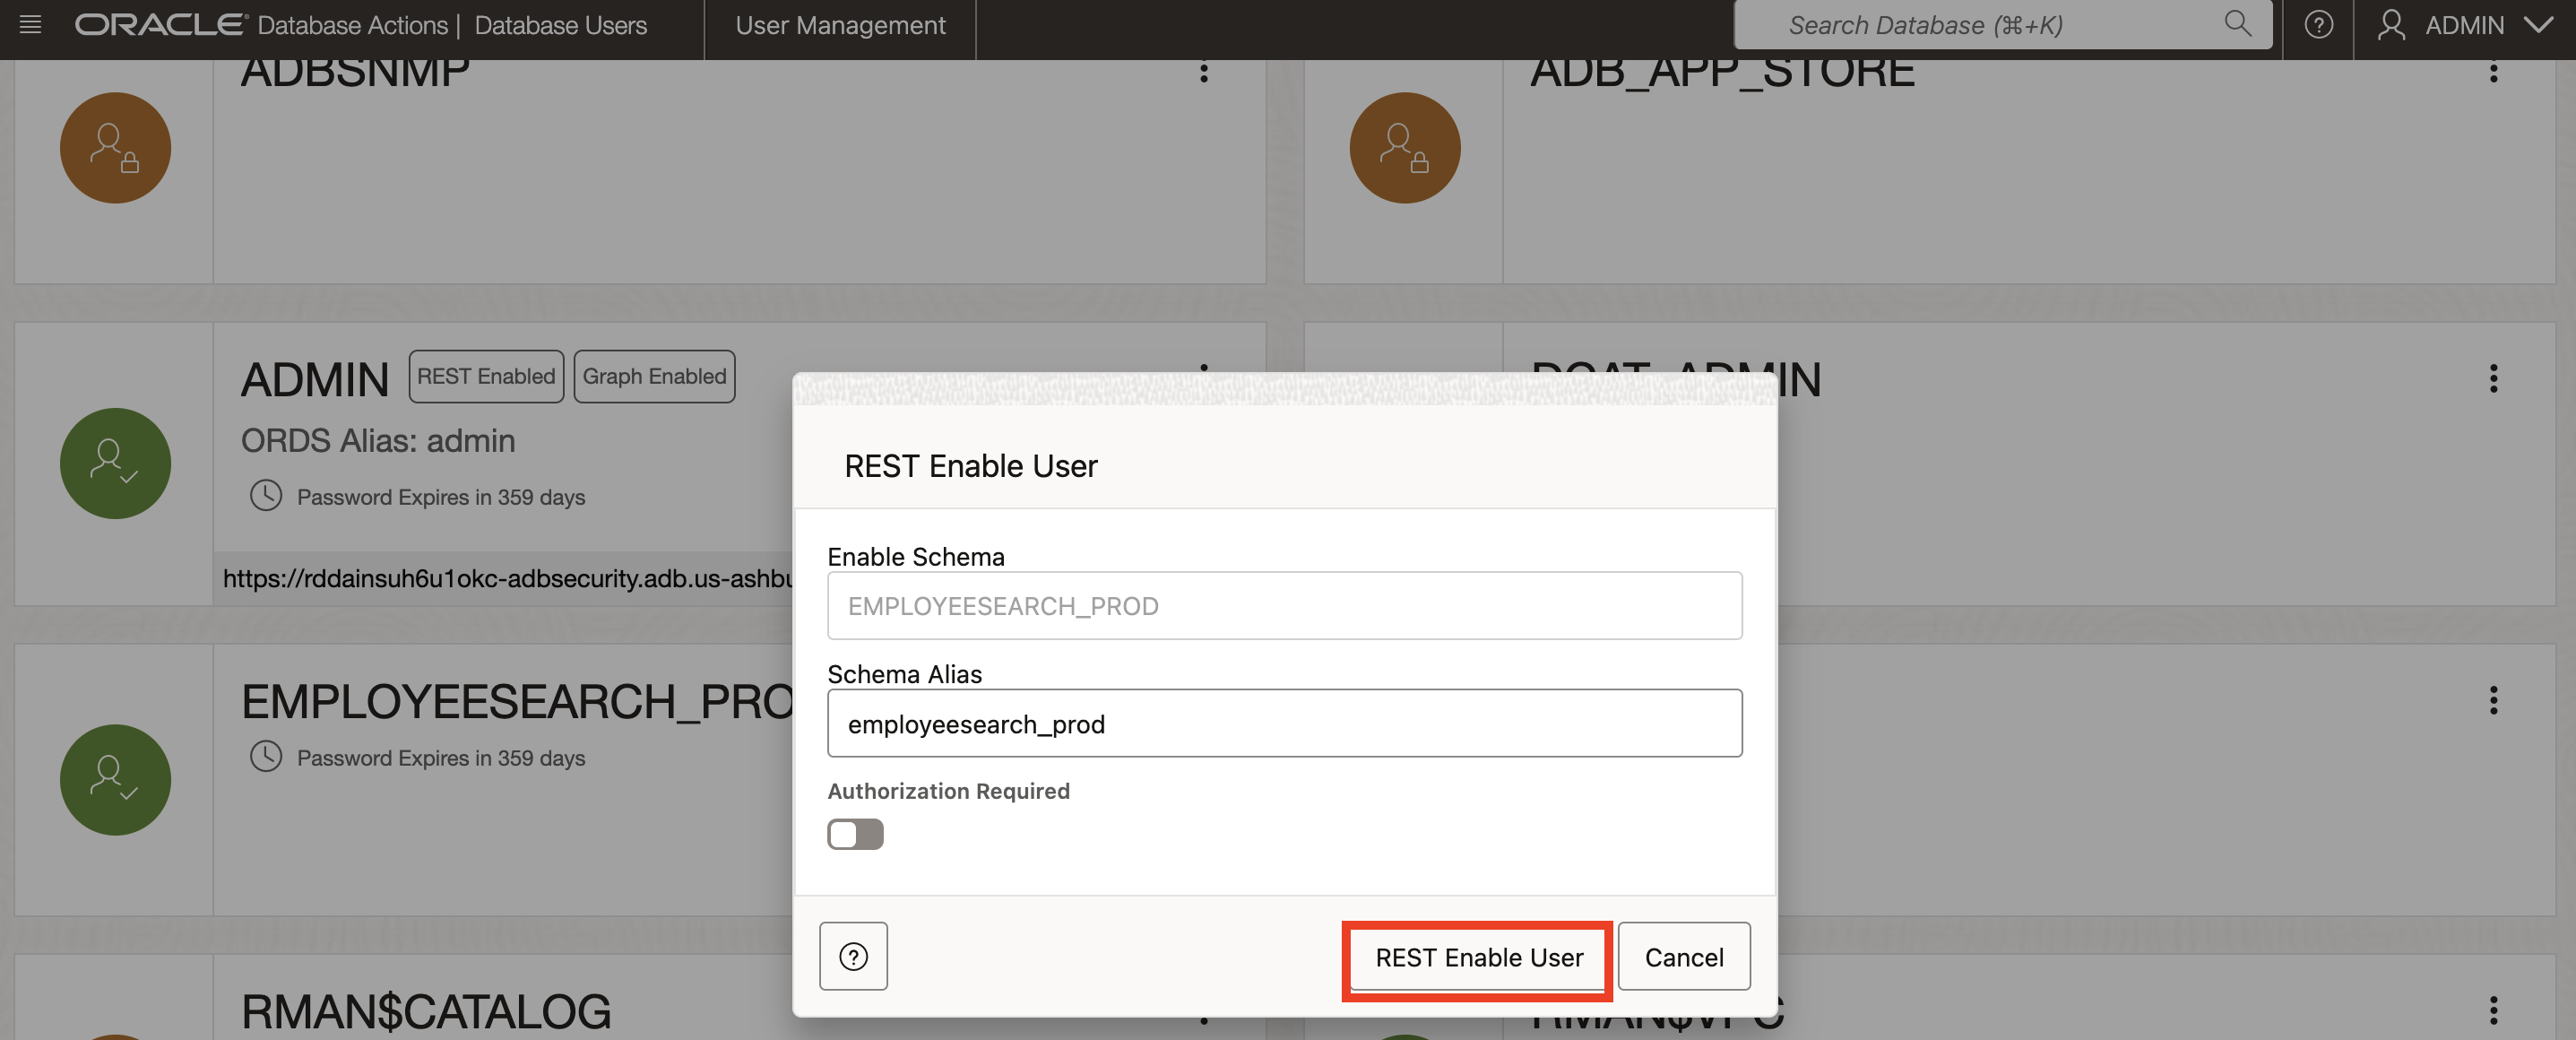 ORACLE Database Actions | Database Users
User Management
Search Database (⌘+K)
ADMIN
ADBSNMP
ADB_APP_STORE
ADMIN
REST Enabled
Graph Enabled
ORDS Alias: admin
Password Expires in 359 days
https://rddainsuh6u1okc-adbsecurity.adb.us-ashbu
DCAT_ADMIN
EMPLOYEESEARCH_PRO
Password Expires in 359 days
REST Enable User
Enable Schema
EMPLOYEESEARCH_PROD
Schema Alias
employeesearch_prod
Authorization Required
?
REST Enable User
Cancel
RMAN$CATALOG
RMAN$VPC